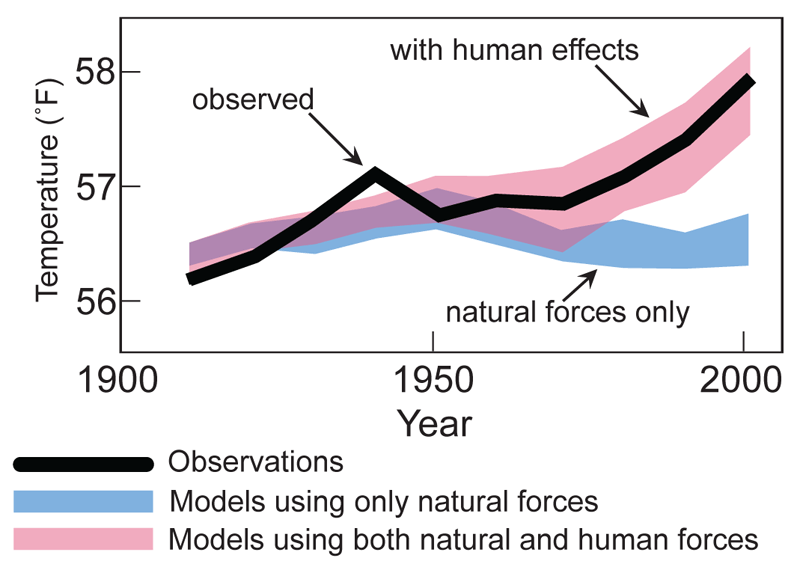 58
with human effects
observed
57
Temperature (˚F)
56
natural forces only
1900
1950
2000
Year
Observations
Models using only natural forces
Models using both natural and human forces